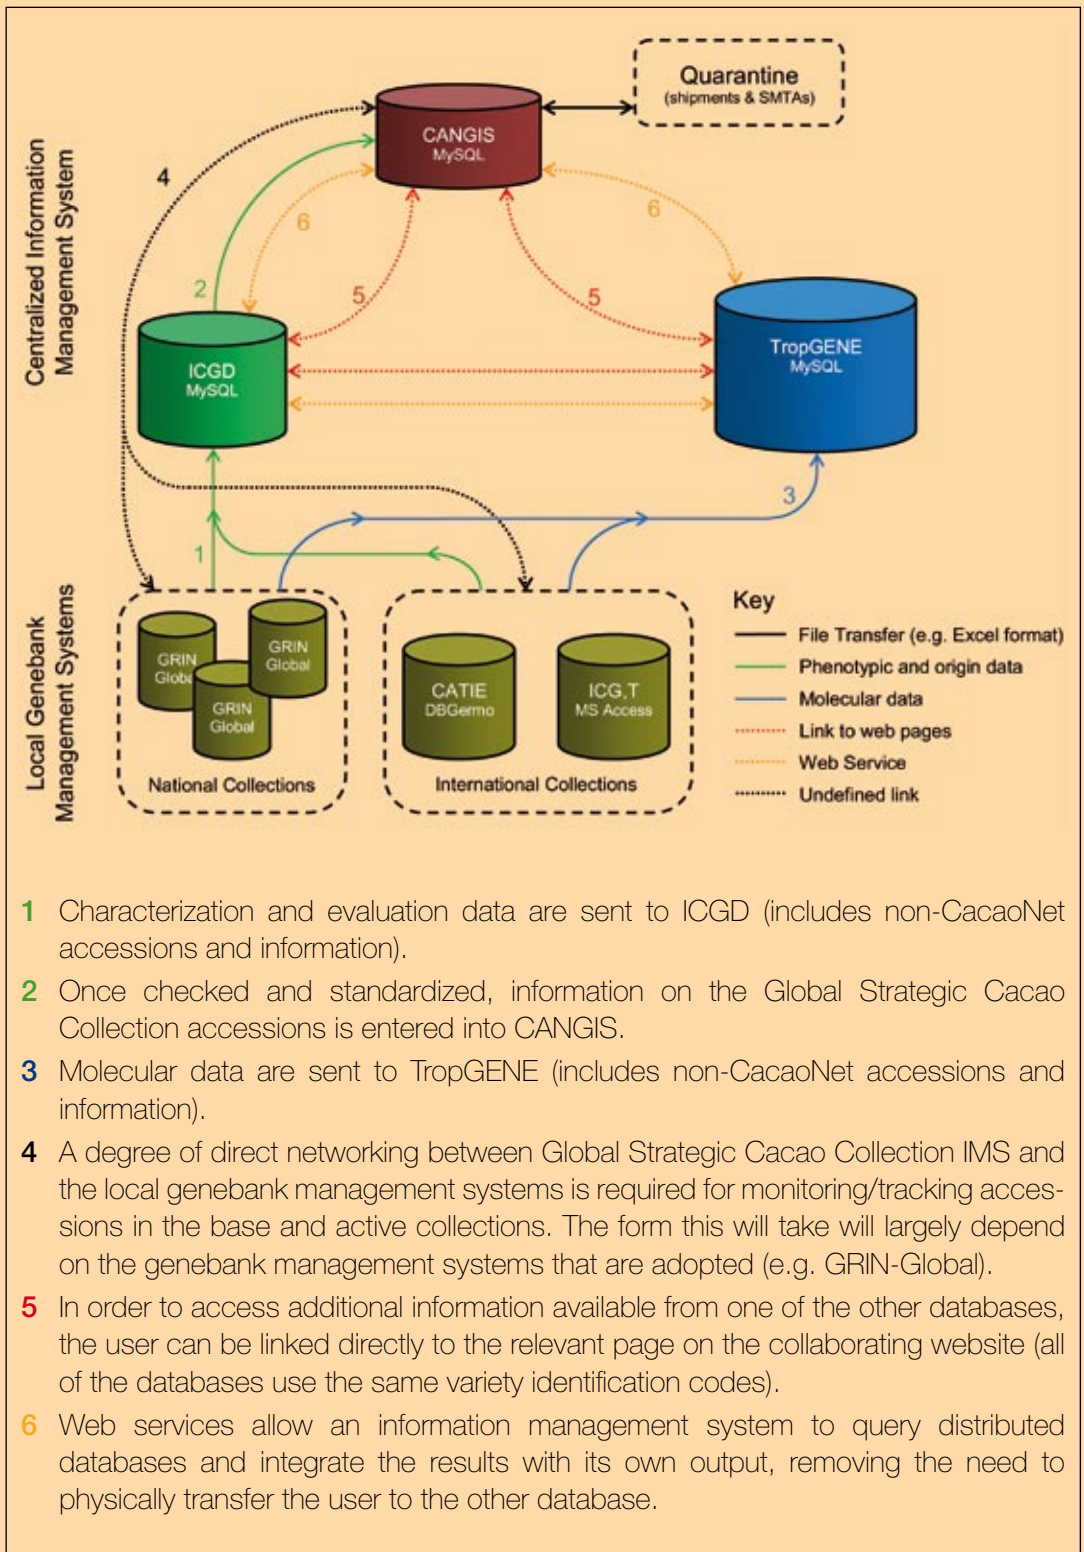 Centralized Information
Management System
Quarantine
(shipments & SMTAs)
CANGIS
MySQL
4
6
6
2
5
5
ICGD
MySQL
TropGENE
MySQL
3
1
Local Genebank
Management Systems
GRIN
Global
GRIN
Global
GRIN
Global
National Collections
CATIE
DBGermo
ICG,T
MS Access
International Collections
Key
File Transfer (e.g. Excel format)
Phenotypic and origin data
Molecular data
Link to web pages
Web Service
Undefined link
1 Characterization and evaluation data are sent to ICGD (includes non-CacaoNet
accessions and information).
2 Once checked and standardized, information on the Global Strategic Cacao
Collection accessions is entered into CANGIS.
3 Molecular data are sent to TropGENE (includes non-CacaoNet accessions and
information).
4 A degree of direct networking between Global Strategic Cacao Collection IMS and
the local genebank management systems is required for monitoring/tracking acces-
sions in the base and active collections. The form this will take will largely depend
on the genebank management systems that are adopted (e.g. GRIN-Global).
5 In order to access additional information available from one of the other databases,
the user can be linked directly to the relevant page on the collaborating website (all
of the databases use the same variety identification codes).
6 Web services allow an information management system to query distributed
databases and integrate the results with its own output, removing the need to
physically transfer the user to the other database.